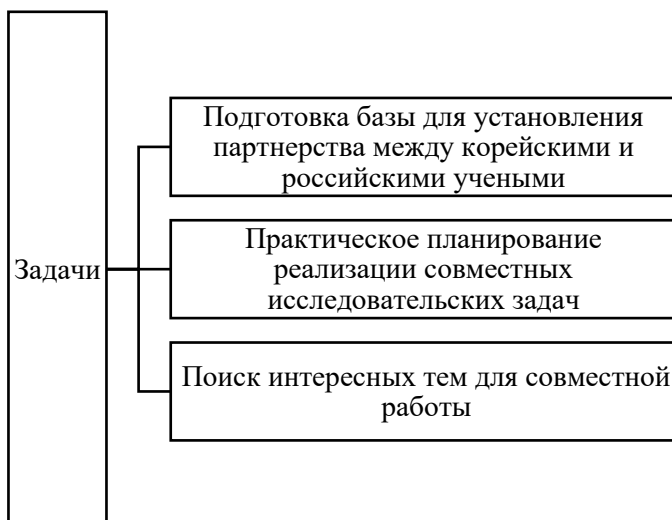 Задачи
Подготовка базы для установления
партнерства между корейскими и
российскими учеными
Практическое планирование
реализации совместных
исследовательских задач
Поиск интересных тем для совместной
работы